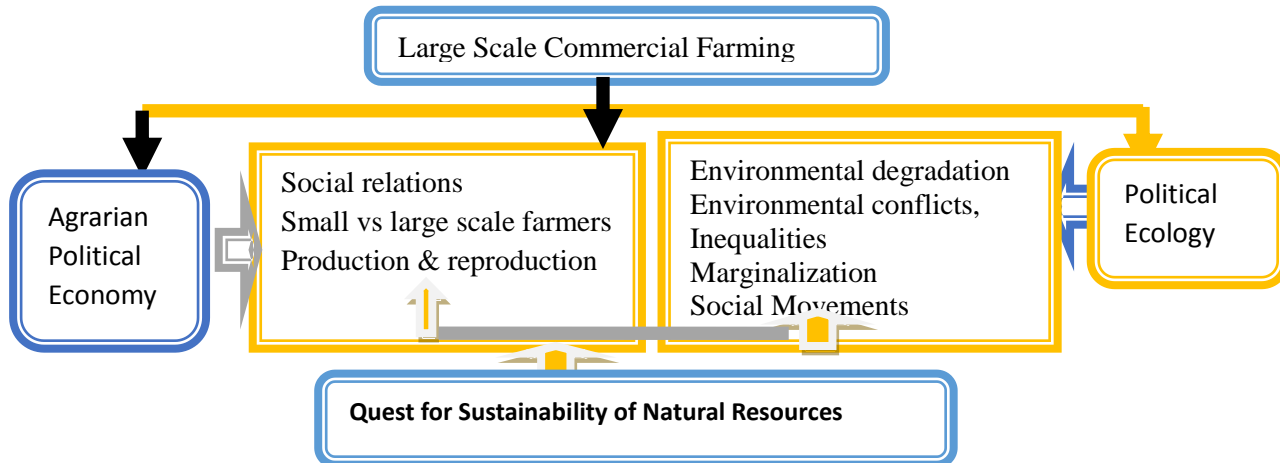 Large Scale Commercial Farming
Agrarian
Political
Economy
Social relations
Small vs large scale farmers
Production & reproduction
Environmental degradation
Environmental conflicts,
Inequalities
Marginalization
Social Movements
Political
Ecology
Quest for Sustainability of Natural Resources